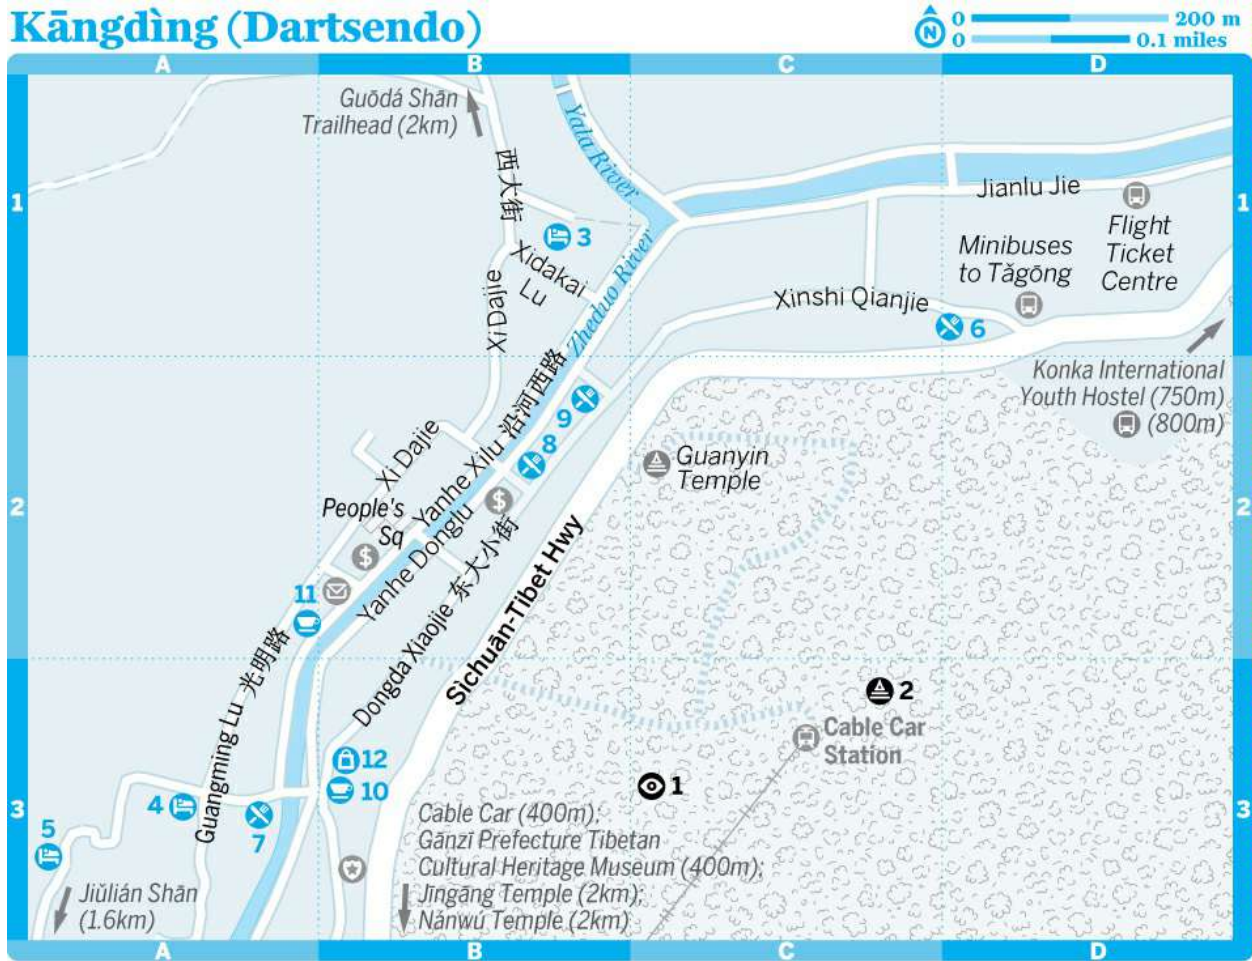 Kāngdìng (Dartsendo)
N
0 200 m
0 0.1 miles
A B C D
Guōdá Shān
Trailhead (2km)
Yala River
西大街
1
1
Jianlu Jie
3
Flight
Ticket
Centre
Minibuses
to Tǎgōng
Xidakai
Lu
Xi Dajie
Zheduo River
Xinshi Qianjie
6
Konka International
Youth Hostel (750m)
(800m)
沿河西路
Yanhe Xilu
9
8
Xi Dajie
Guanyin
Temple
2
2
People's
Sq
$
$
Yanhe Donglu
东大小街
Dongda Xiaojie
Sìchuān-Tibet Hwy
11
光明路
Guangming Lu
2
Cable Car
Station
12
10
1
4
7
5
3
3
Cable Car (400m);
Gānzī Prefecture Tibetan
Cultural Heritage Museum (400m);
Jīngāng Temple (2km);
Nánwú Temple (2km)
Jiǔlián Shān
(1.6km)
A B C D